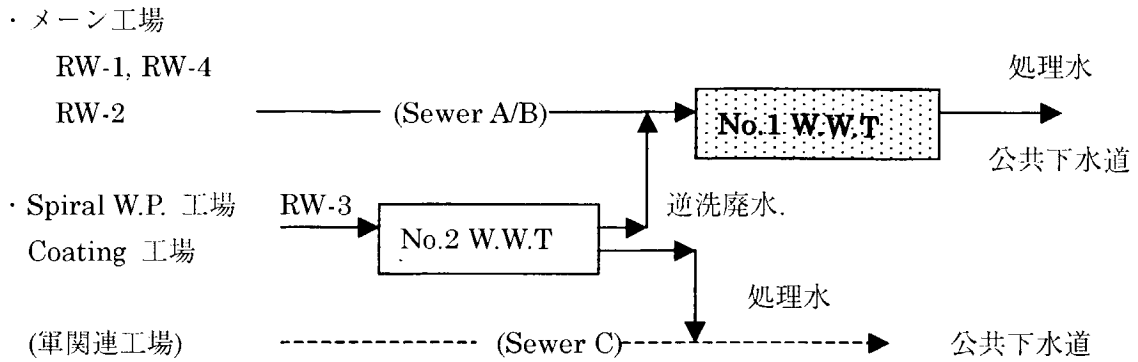 ・メーン工場
RW-1, RW-4
処理水
RW-2
(Sewer A/B)
No.1 W.W.T
公共下水道
・Spiral W.P. 工場
RW-3
逆洗廃水.
Coating 工場
No.2 W.W.T
処理水
(軍関連工場)
(Sewer C)
公共下水道